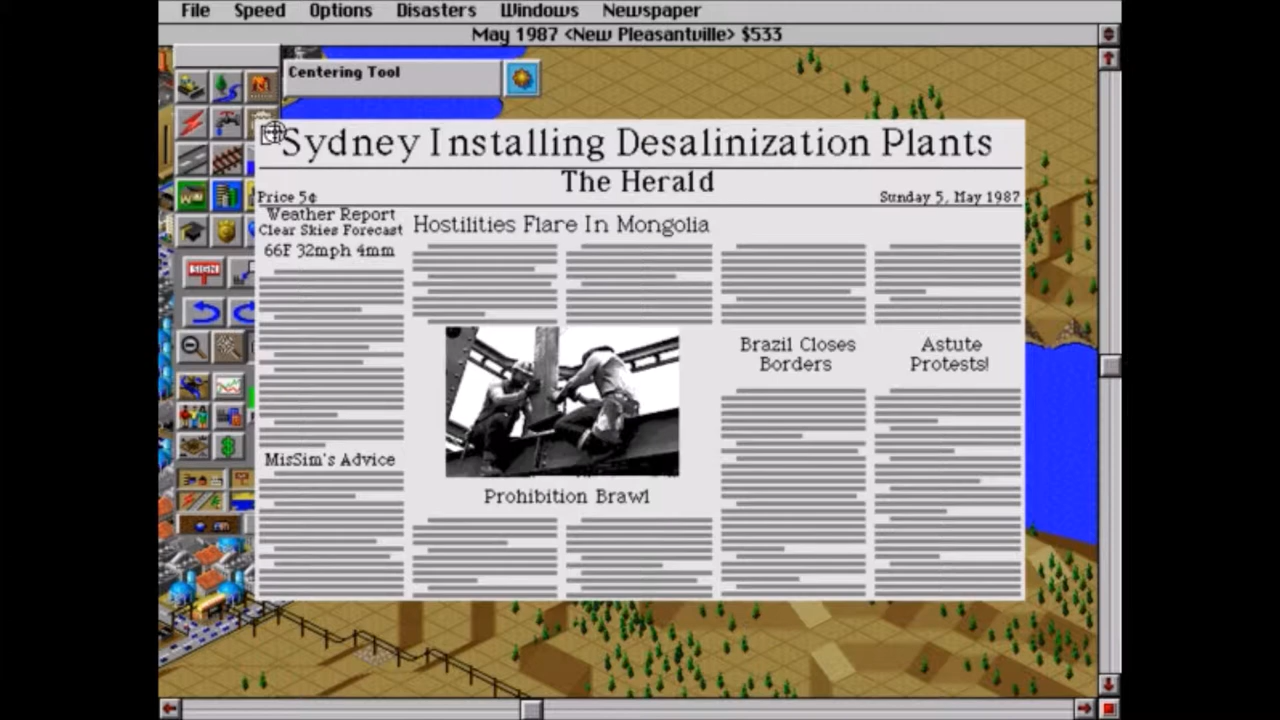 File Speed Options Disasters Windows Newspaper
May 1987 <New Pleasantville> $533
Centering Tool
Sydney Installing Desalinization Plants
The Herald
Price 5¢
Sunday 5, May 1987
Weather Report
Clear Skies Forecast
66F 32mph 4mm
Hostilities Flare In Mongolia
Brazil Closes
Borders
Astute
Protests!
MisSim's Advice
Prohibition Brawl
SIGN